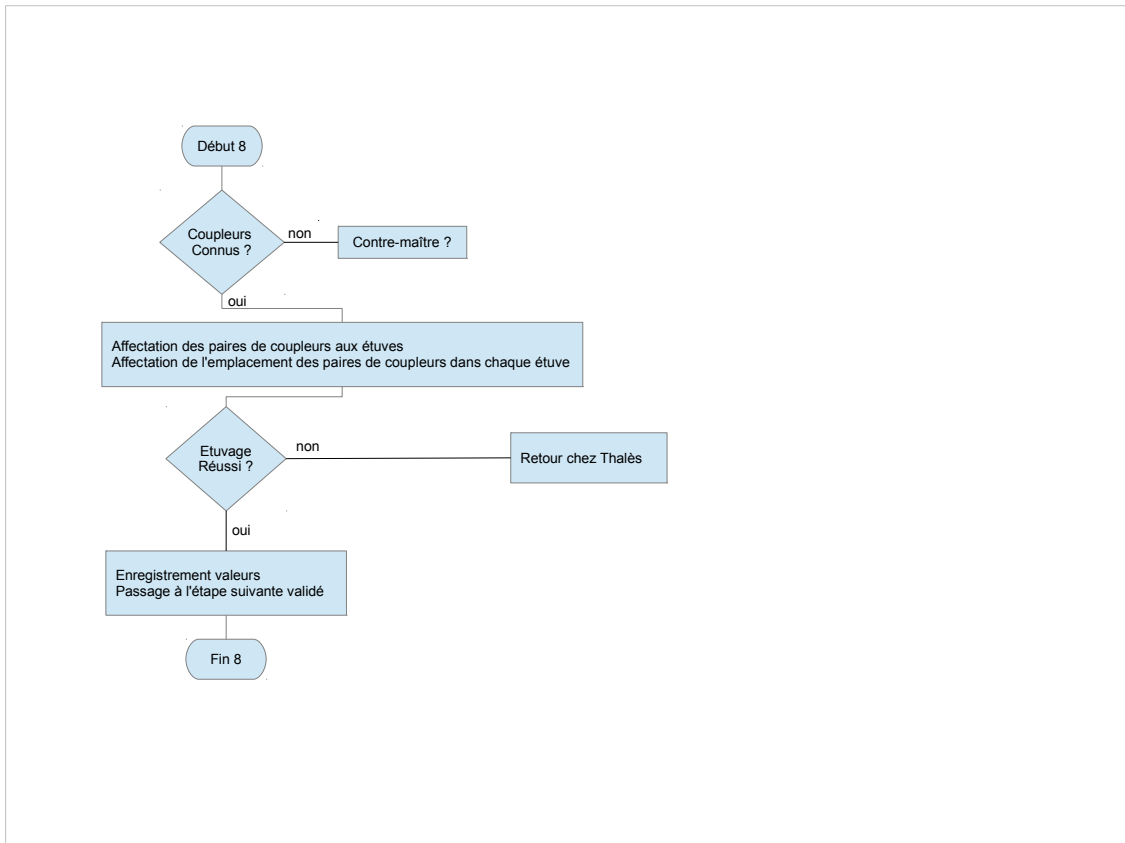 Début 8
Coupleurs
Connus ?
non
Contre-maître ?
oui
Affectation des paires de coupleurs aux étuves
Affectation de l'emplacement des paires de coupleurs dans chaque étuve
Etuvage
Réussi ?
non
Retour chez Thalès
oui
Enregistrement valeurs
Passage à l'étape suivante validé
Fin 8